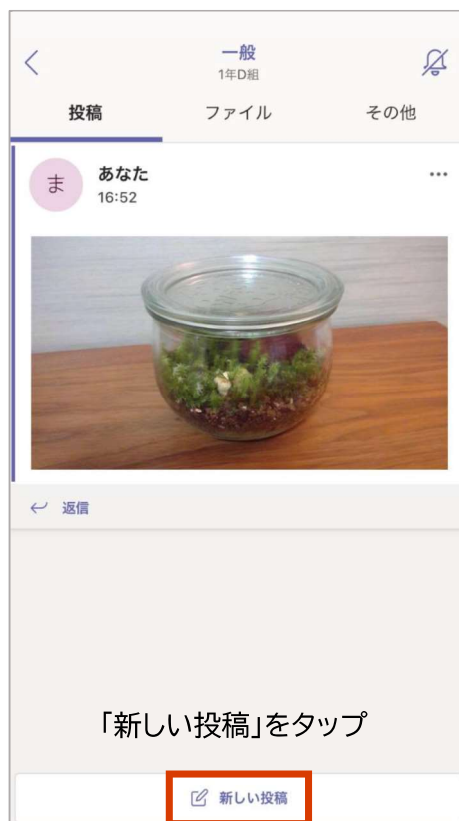 一般
1年D組
投稿 ファイル その他
ま
あなた
16:52
返信
「新しい投稿」をタップ
新しい投稿